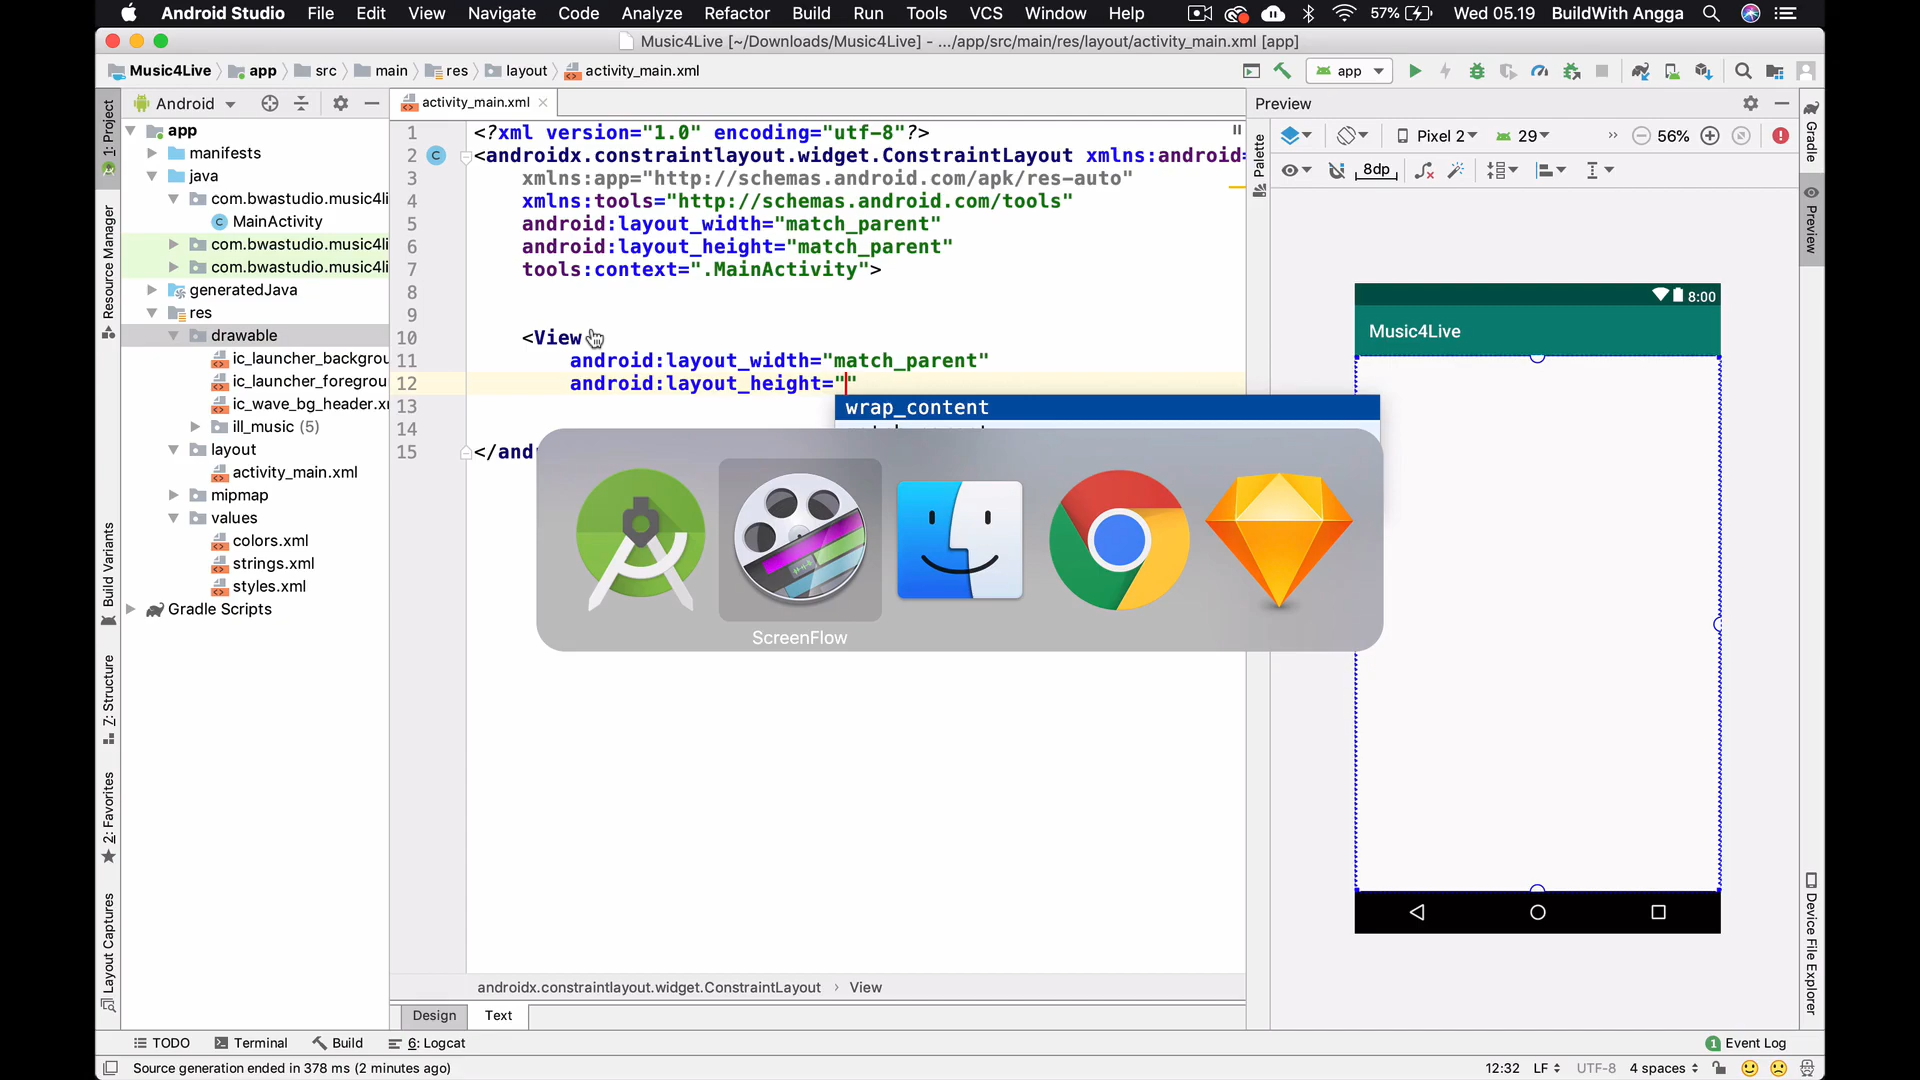 Android Studio File Edit View Navigate Code Analyze Refactor Build Run Tools VCS Window Help 57% Wed 05.19 BuildWith Angga
Music4Live [~/Downloads/Music4Live] - .../app/src/main/res/layout/activity_main.xml [app]
Music4Live app src main res layout activity_main.xml app
Android activity_main.xml Preview
1: Project
Resource Manager
Build Variants
Z: Structure
2: Favorites
Layout Captures
app
manifests
java
com.bwastudio.music4li
MainActivity
com.bwastudio.music4li
com.bwastudio.music4li
generatedJava
res
drawable
ic_launcher_backgrou
ic_launcher_foregrou
ic_wave_bg_header.x
ill_music (5)
layout
activity_main.xml
mipmap
values
colors.xml
strings.xml
styles.xml
Gradle Scripts
1 <?xml version="1.0" encoding="utf-8"?>
2 C <androidx.constraintlayout.widget.ConstraintLayout xmlns:android=
3 xmlns:app="http://schemas.android.com/apk/res-auto"
4 xmlns:tools="http://schemas.android.com/tools"
5 android:layout_width="match_parent"
6 android:layout_height="match_parent"
7 tools:context=".MainActivity">
8
9
10 <View
11 android:layout_width="match_parent"
12 android:layout_height=""
13
14
15 </andr
wrap_content
ScreenFlow
androidx.constraintlayout.widget.ConstraintLayout › View
Design Text
Palette
Pixel 2 29 56%
8dp
8:00
Music4Live
Gradle
Preview
Device File Explorer
TODO Terminal Build 6: Logcat 1 Event Log
Source generation ended in 378 ms (2 minutes ago) 12:32 LF UTF-8 4 spaces